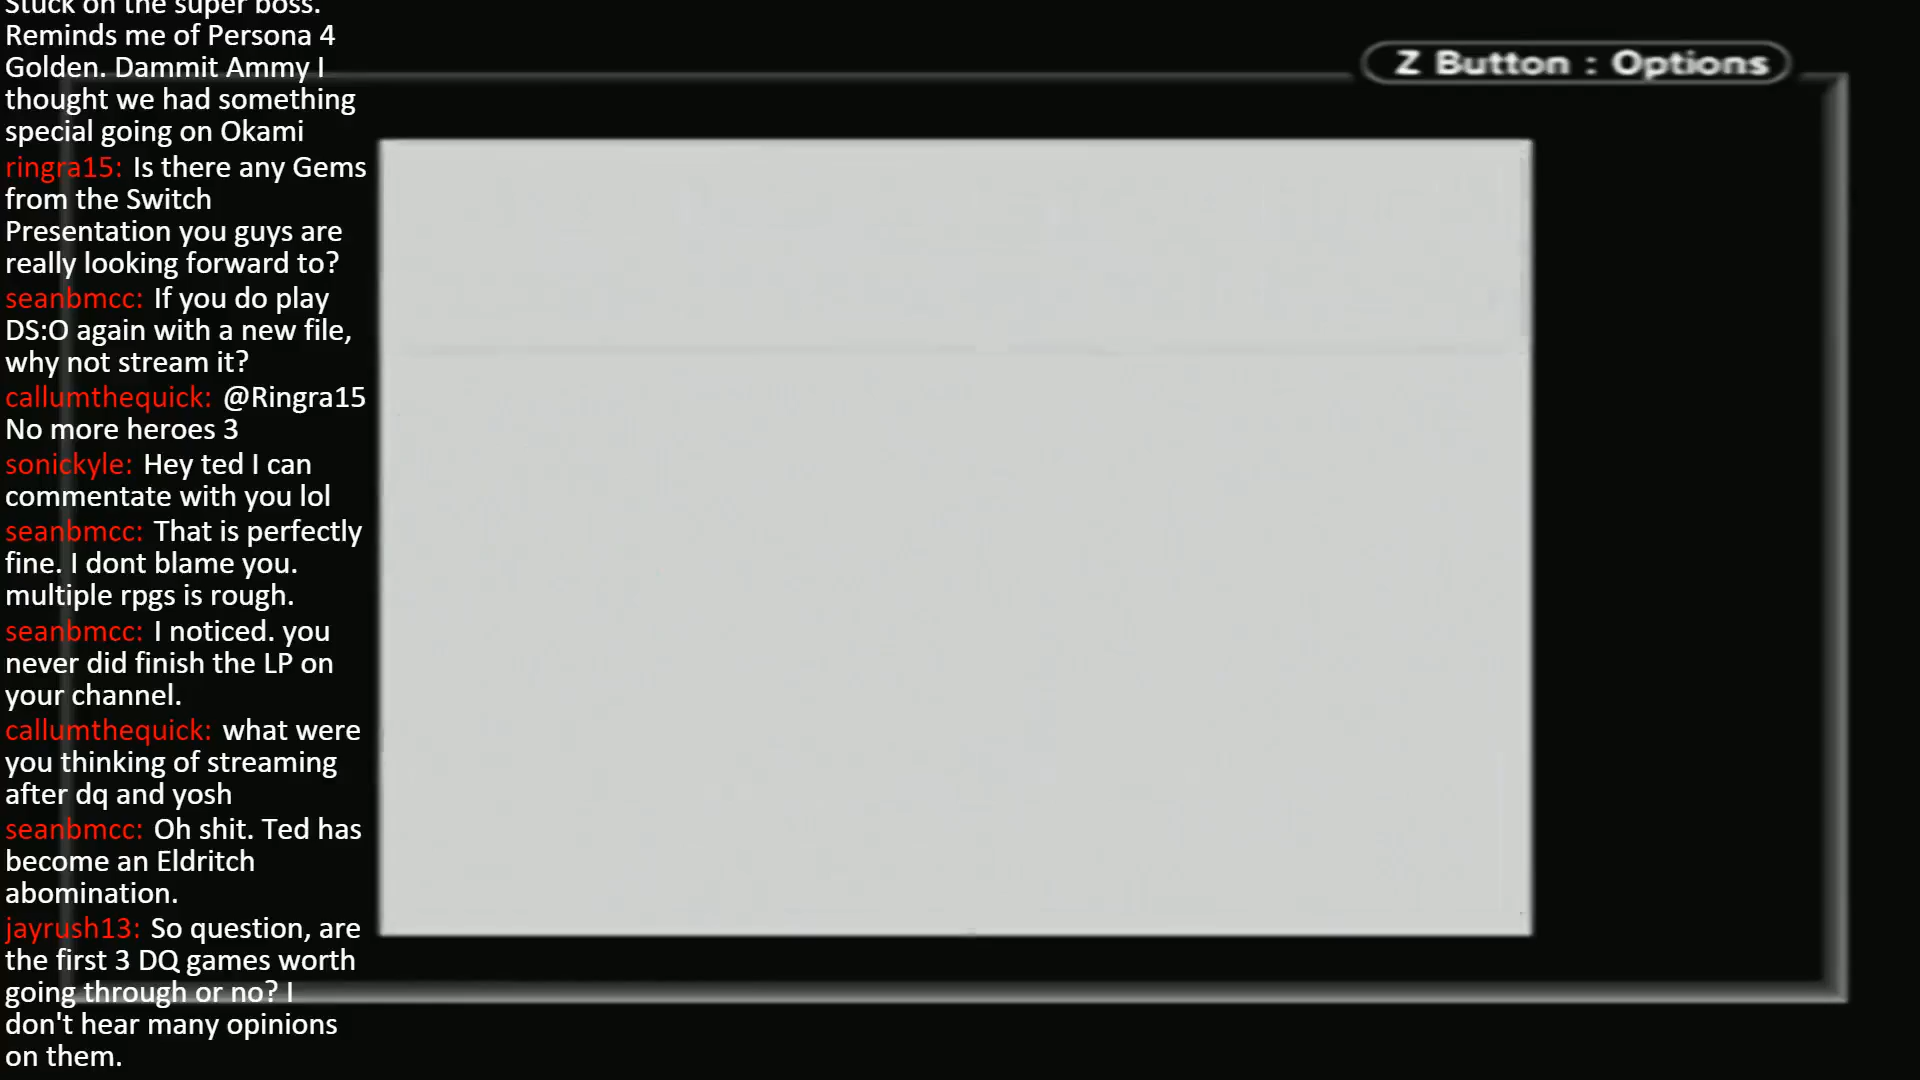 Stuck on the super boss.
Reminds me of Persona 4
Golden. Dammit Ammy I
thought we had something
special going on Okami
ringra15: Is there any Gems
from the Switch
Presentation you guys are
really looking forward to?
seanbmcc: If you do play
DS:O again with a new file,
why not stream it?
callumthequick: @Ringra15
No more heroes 3
sonickyle: Hey ted I can
commentate with you lol
seanbmcc: That is perfectly
fine. I dont blame you.
multiple rpgs is rough.
seanbmcc: I noticed. you
never did finish the LP on
your channel.
callumthequick: what were
you thinking of streaming
after dq and yosh
seanbmcc: Oh shit. Ted has
become an Eldritch
abomination.
jayrush13: So question, are
the first 3 DQ games worth
going through or no? I
don't hear many opinions
on them.
Z Button : Options